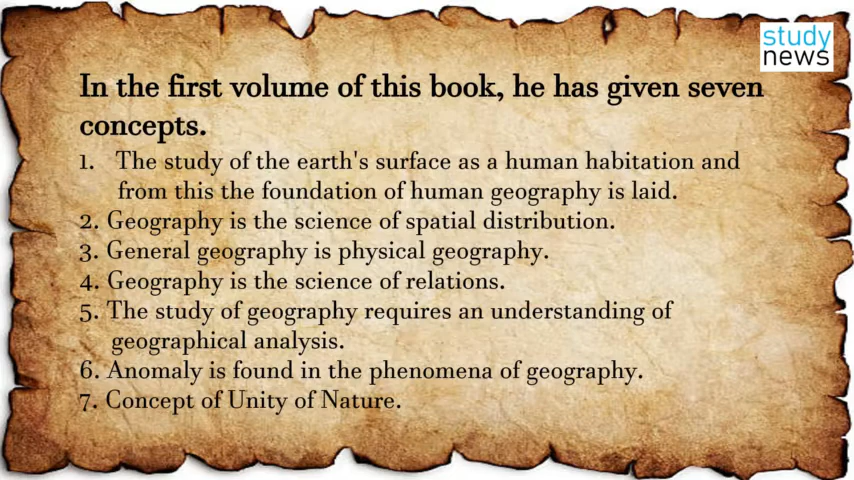 study
news
In the first volume of this book, he has given seven
concepts.
1. The study of the earth's surface as a human habitation and
from this the foundation of human geography is laid.
2. Geography is the science of spatial distribution.
3. General geography is physical geography.
4. Geography is the science of relations.
5. The study of geography requires an understanding of
geographical analysis.
6. Anomaly is found in the phenomena of geography.
7. Concept of Unity of Nature.